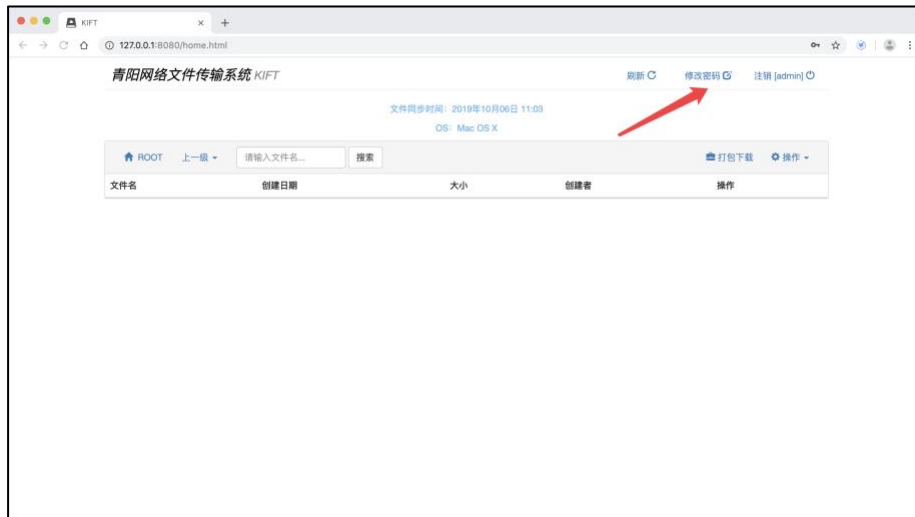 KIFT
127.0.0.1:8080/home.html
青阳网络文件传输系统 KIFT 刷新 修改密码 注销 [admin]
文件同步时间：2019年10月06日 11:03
OS：Mac OS X
ROOT 上一级 请输入文件名... 搜索 打包下载 操作
文件名 创建日期 大小 创建者 操作